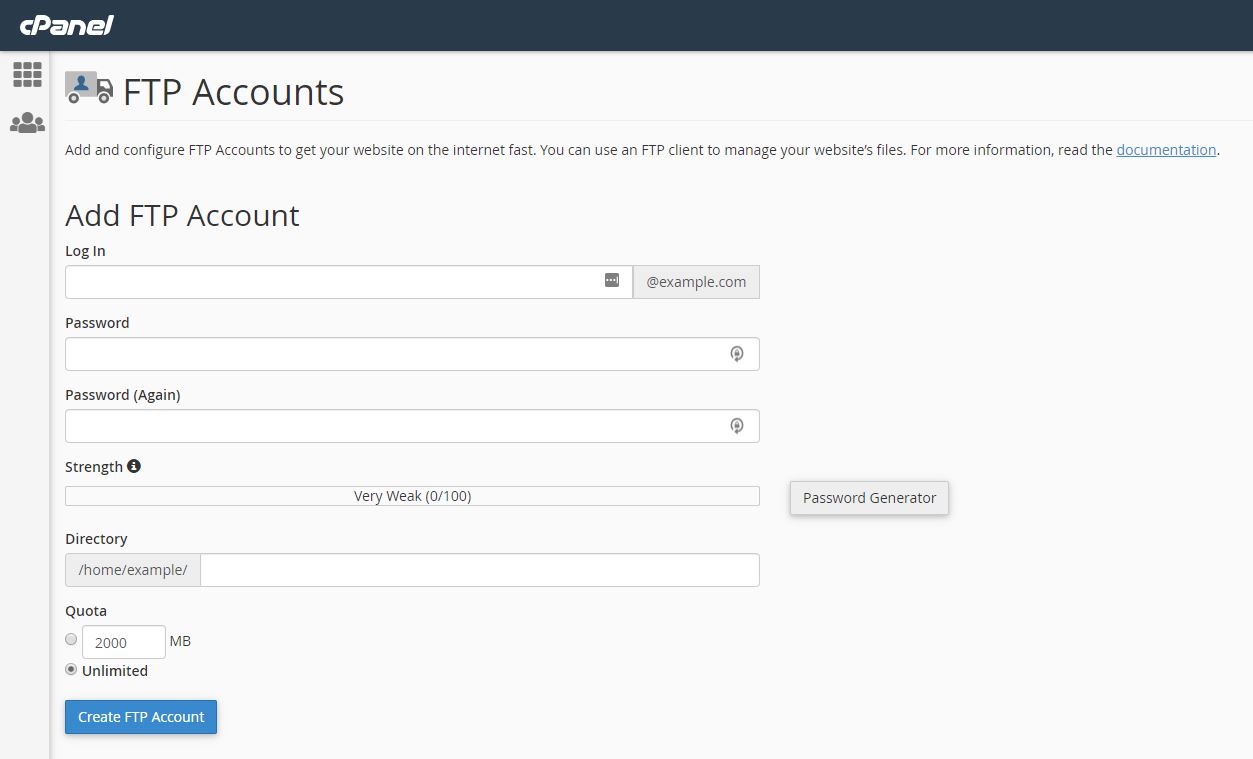 cPanel
FTP Accounts
Add and configure FTP Accounts to get your website on the internet fast. You can use an FTP client to manage your website’s files. For more information, read the documentation.
Add FTP Account
Log In
@example.com
Password
Password (Again)
Strength
Very Weak (0/100)
Password Generator
Directory
/home/example/
Quota
2000 MB
Unlimited
Create FTP Account